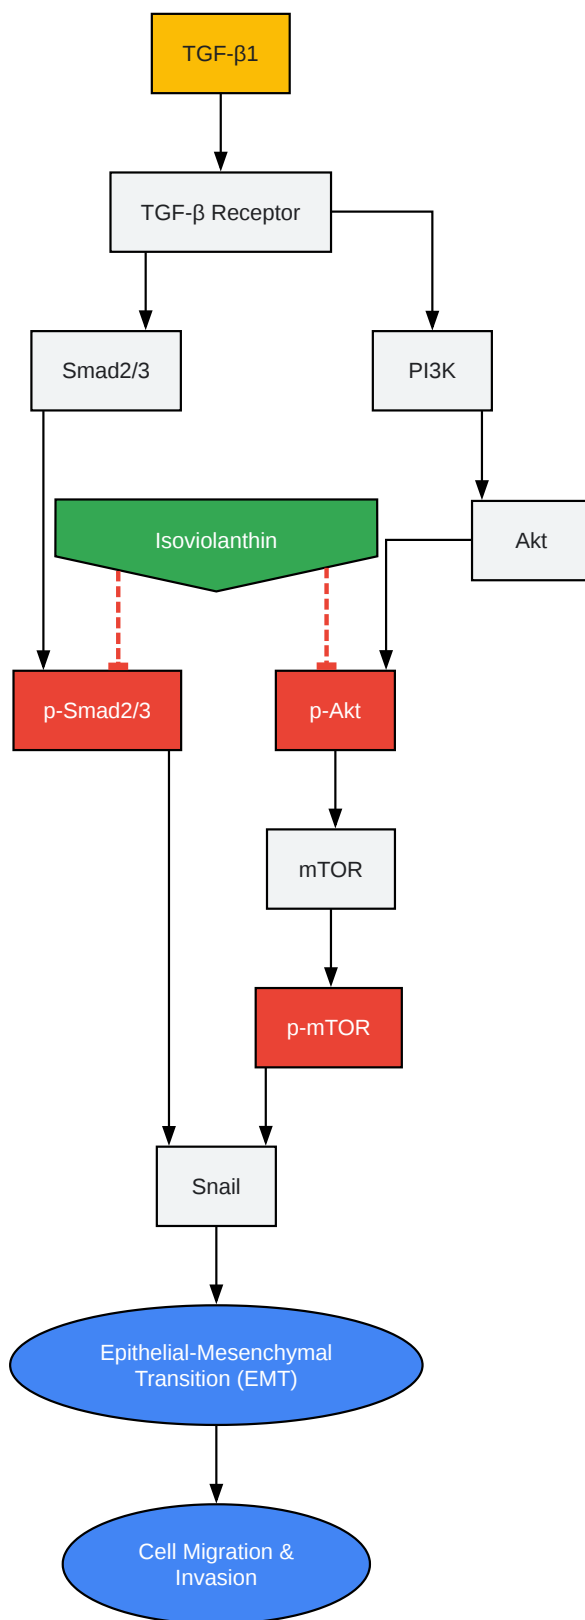 TGF-β1
TGF-β Receptor
Smad2/3
PI3K
Isoviolanthin
Akt
p-Smad2/3
p-Akt
mTOR
p-mTOR
Snail
Epithelial-Mesenchymal
Transition (EMT)
Cell Migration &
Invasion